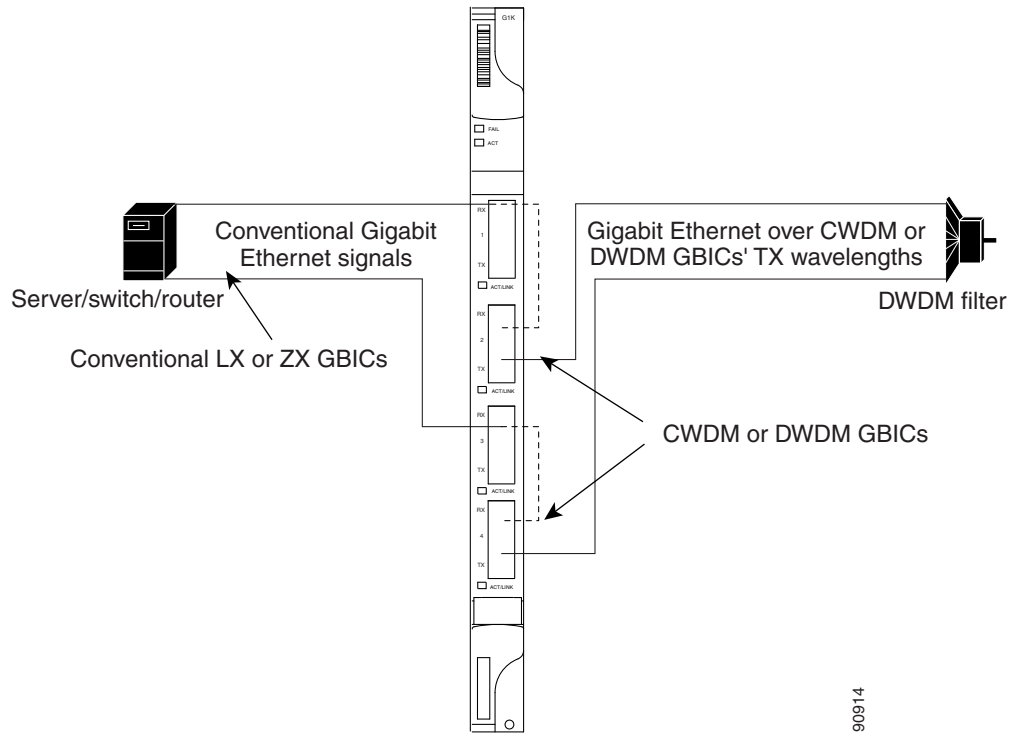 G1K
FAIL
ACT
RX
1
TX
ACT/LINK
RX
2
TX
ACT/LINK
RX
3
TX
ACT/LINK
RX
4
TX
ACT/LINK
Conventional Gigabit
Ethernet signals
Server/switch/router
Conventional LX or ZX GBICs
Gigabit Ethernet over CWDM or
DWDM GBICs' TX wavelengths
DWDM filter
CWDM or DWDM GBICs
90914